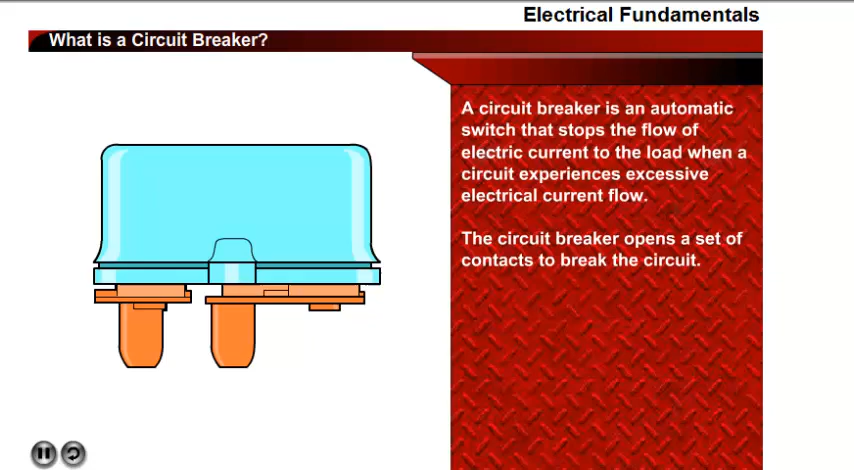 Electrical Fundamentals
What is a Circuit Breaker?
A circuit breaker is an automatic
switch that stops the flow of
electric current to the load when a
circuit experiences excessive
electrical current flow.
The circuit breaker opens a set of
contacts to break the circuit.